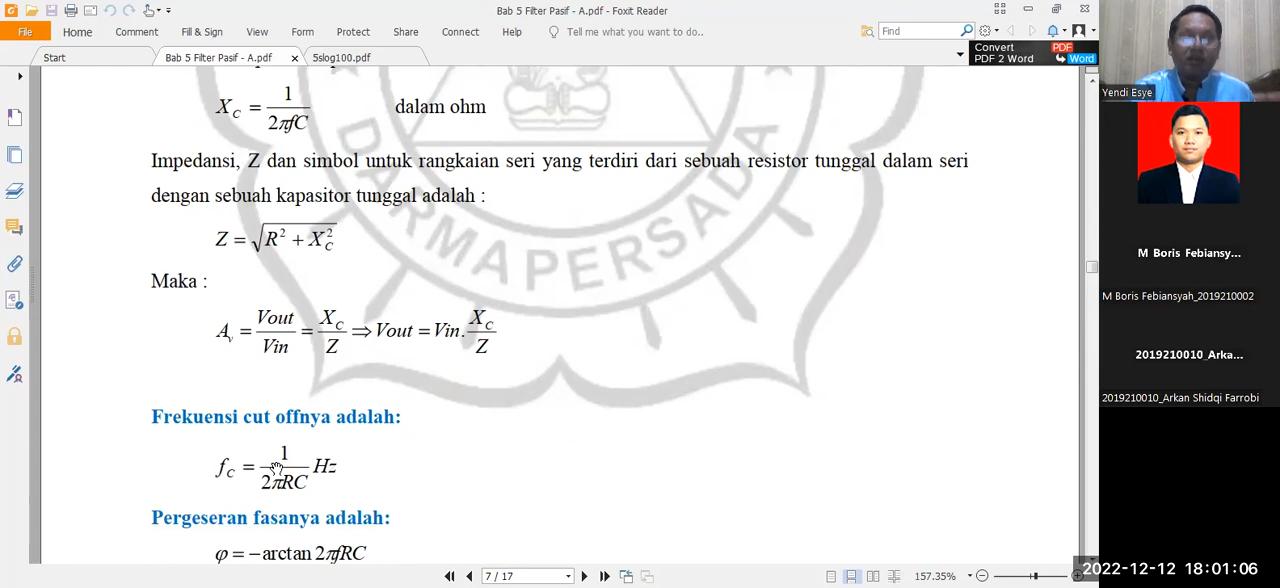 Bab 5 Filter Pasif - A.pdf - Foxit Reader
File Home Comment Fill & Sign View Form Protect Share Connect Help Tell me what you want to do.. Find
Start Bab 5 Filter Pasif - A.pdf 5slog100.pdf
Convert PDF
PDF 2 Word Word
X_C = 1/(2πfC) dalam ohm
Impedansi, Z dan simbol untuk rangkaian seri yang terdiri dari sebuah resistor tunggal dalam seri
dengan sebuah kapasitor tunggal adalah :
Z = √(R² + X_C²)
Maka :
A_v = Vout/Vin = X_C/Z ⇒ Vout = Vin. X_C/Z
Frekuensi cut offnya adalah:
f_C = 1/(2πRC) Hz
Pergeseran fasanya adalah:
φ = −arctan 2πfRC
DARMAPERSADA
7 / 17
157.35%
Yendi Esye
M Boris Febiansy...
M Boris Febiansyah_2019210002
2019210010_Arka...
2019210010_Arkan Shidqi Farrobi
2022-12-12 18:01:06